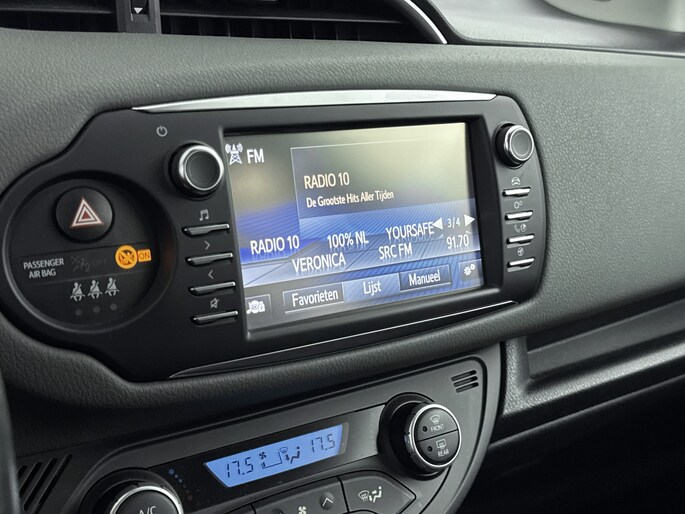 FM
RADIO 10
De Grootste Hits Aller Tijden
3/4
RADIO 10 100% NL YOURSAFE
VERONICA SRC FM 91.70
Favorieten Lijst Manueel
PASSENGER
AIR BAG
ON
17.5 17.5
FRONT
REAR
A/C